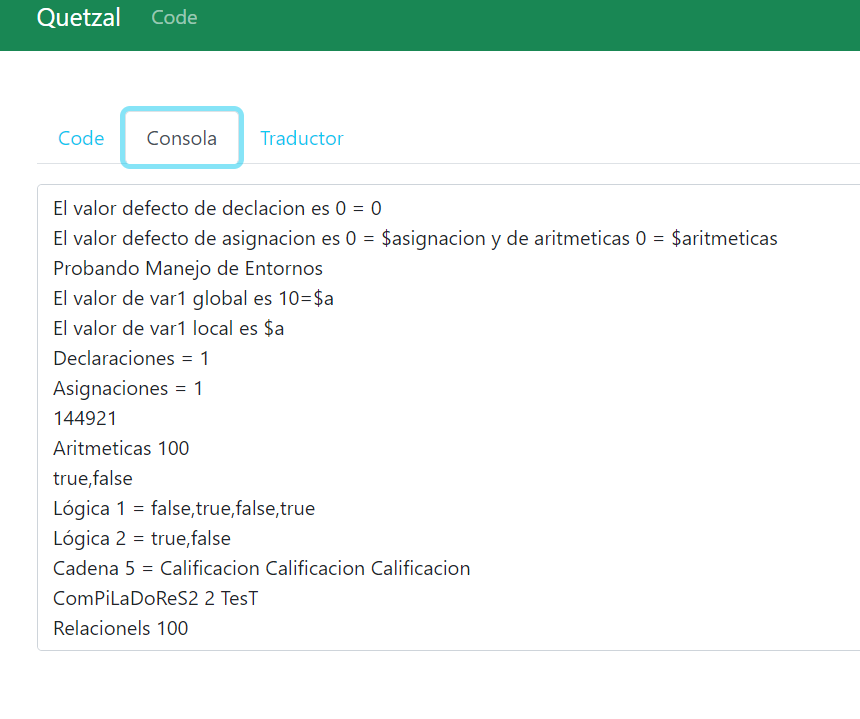 Quetzal Code
Code Consola Traductor
El valor defecto de declacion es 0 = 0
El valor defecto de asignacion es 0 = $asignacion y de aritmeticas 0 = $aritmeticas
Probando Manejo de Entornos
El valor de var1 global es 10=$a
El valor de var1 local es $a
Declaraciones = 1
Asignaciones = 1
144921
Aritmeticas 100
true,false
Lógica 1 = false,true,false,true
Lógica 2 = true,false
Cadena 5 = Calificacion Calificacion Calificacion
ComPiLaDoReS2 2 TesT
Relacionels 100